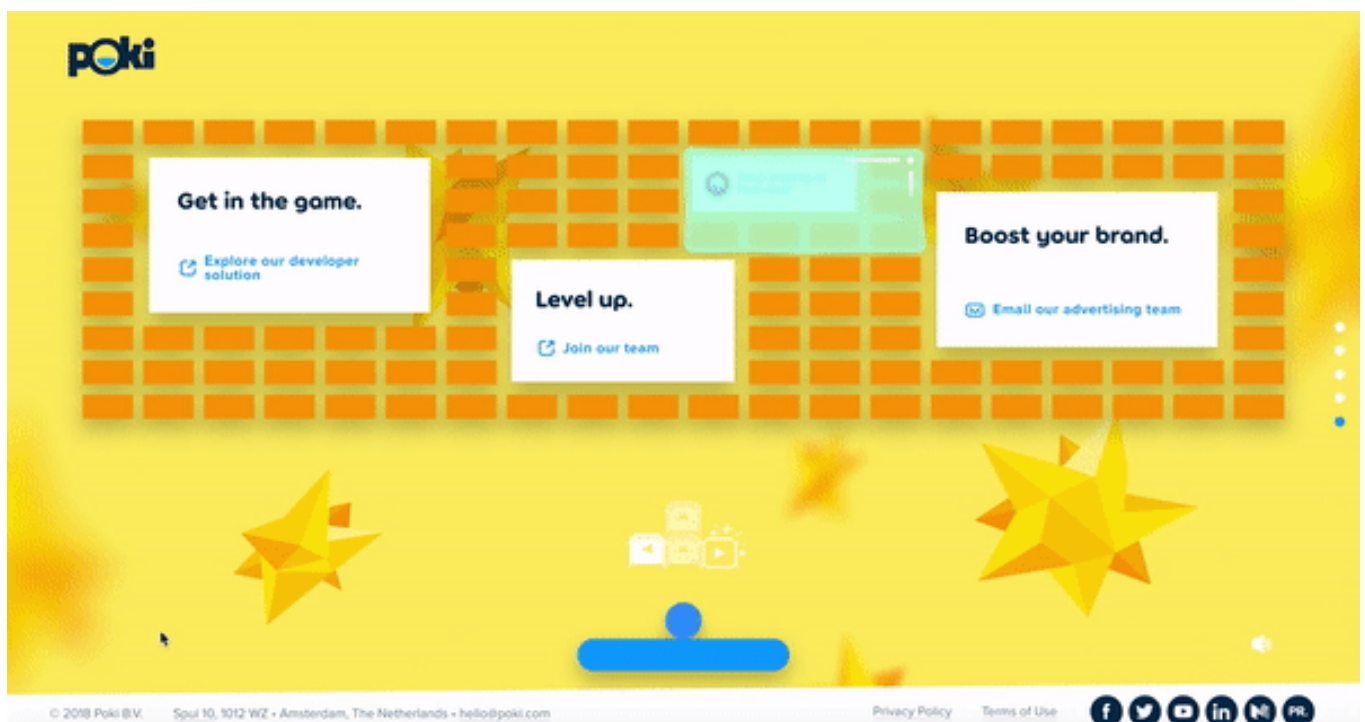 poki
Get in the game.
Explore our developer
solution
Level up.
Join our team
Boost your brand.
Email our advertising team
© 2018 Poki B.V.
Spui 10, 1012 WZ • Amsterdam, The Netherlands • hello@poki.com
Privacy Policy
Terms of Use
PR.